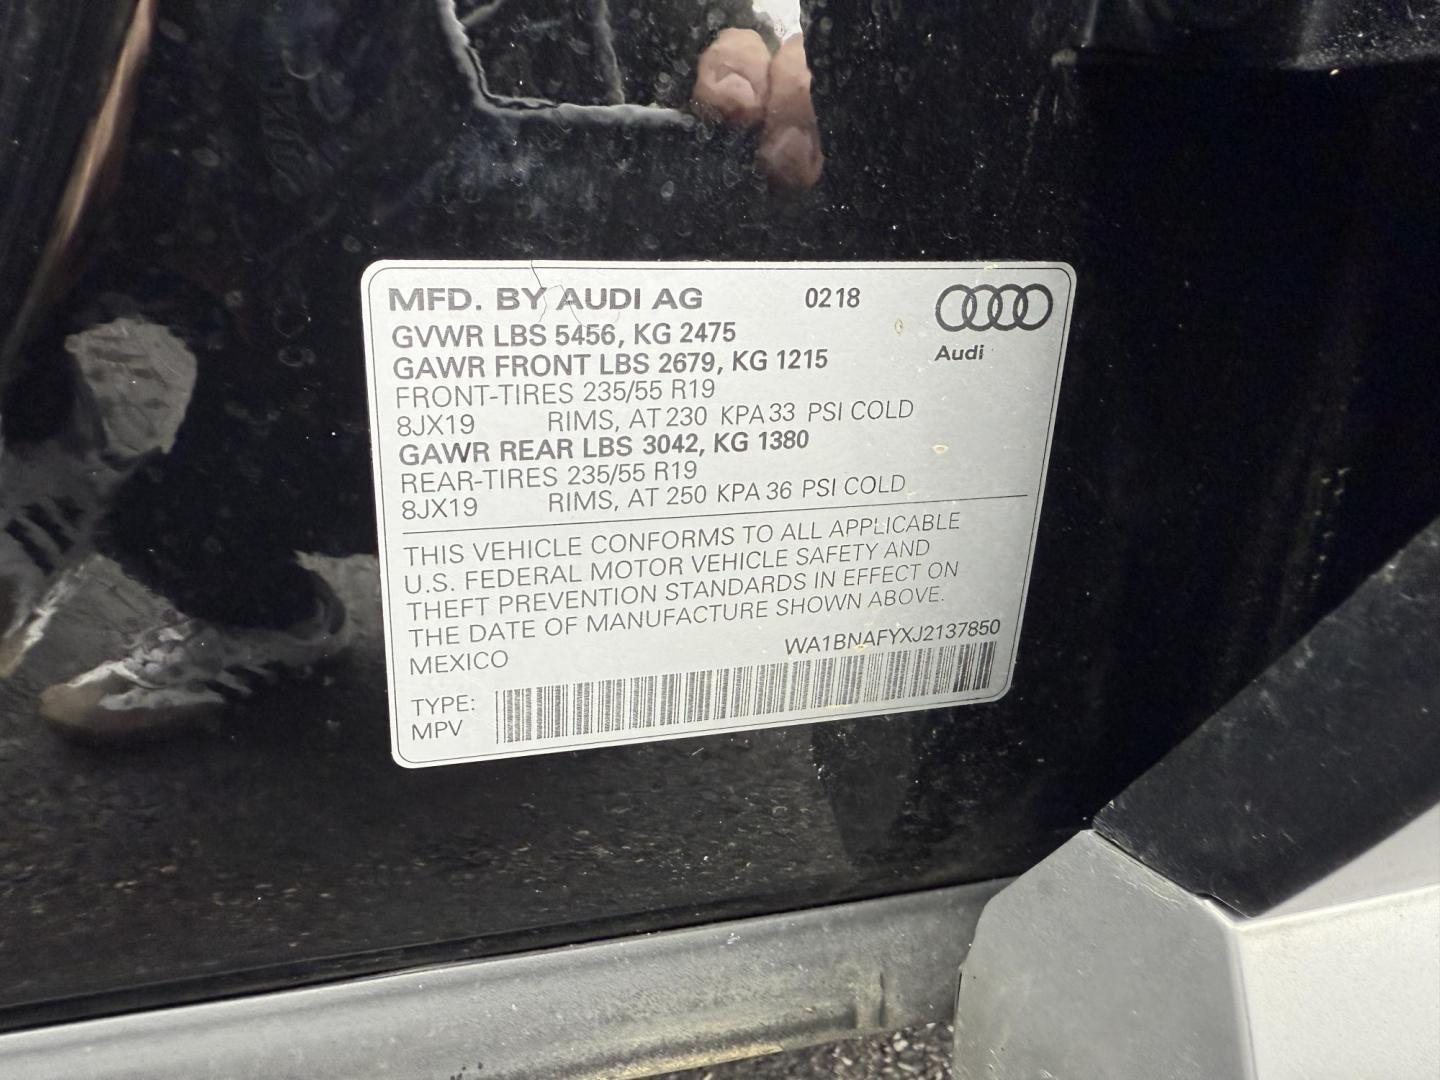 MFD. BY AUDI AG 0218
GVWR LBS 5456, KG 2475
GAWR FRONT LBS 2679, KG 1215
Audi
FRONT-TIRES 235/55 R19
8JX19 RIMS, AT 230 KPA 33 PSI COLD
GAWR REAR LBS 3042, KG 1380
REAR-TIRES 235/55 R19
8JX19 RIMS, AT 250 KPA 36 PSI COLD
THIS VEHICLE CONFORMS TO ALL APPLICABLE
U.S. FEDERAL MOTOR VEHICLE SAFETY AND
THEFT PREVENTION STANDARDS IN EFFECT ON
THE DATE OF MANUFACTURE SHOWN ABOVE.
MEXICO WA1BNAFYXJ2137850
TYPE:
MPV